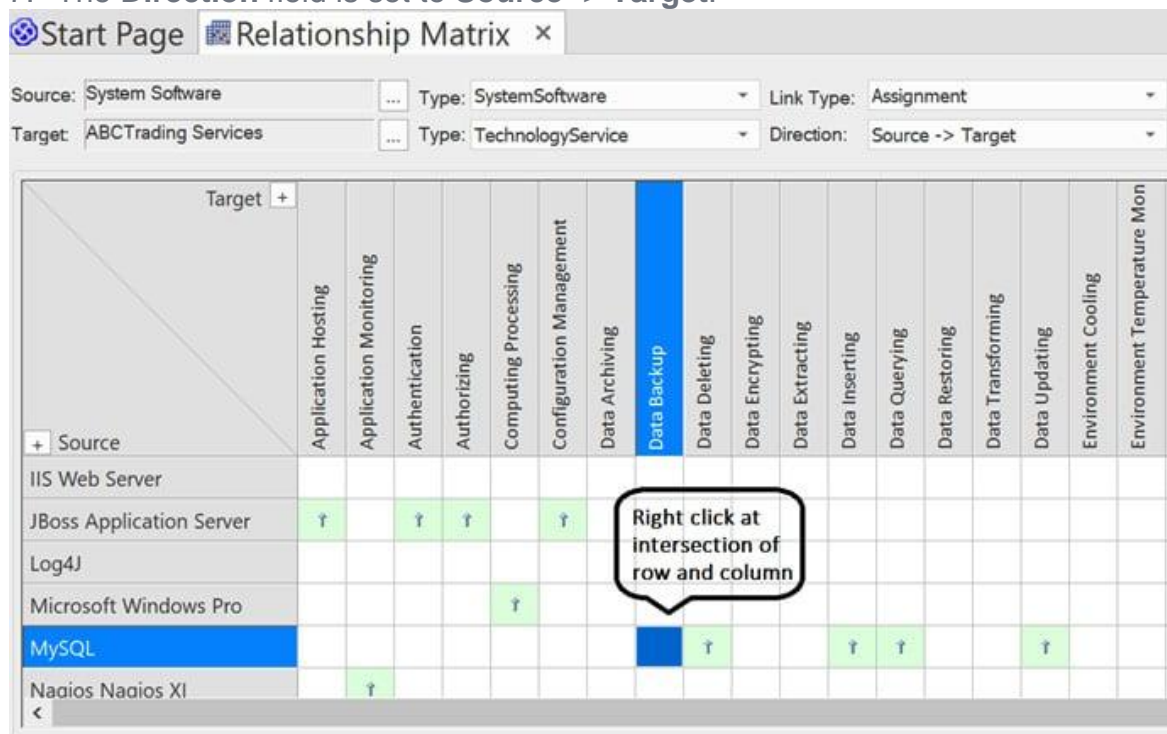 Start Page Relationship Matrix ×
Source: System Software ... Type: SystemSoftware Link Type: Assignment
Target: ABCTrading Services ... Type: TechnologyService Direction: Source -> Target
Target +
Application Hosting
Application Monitoring
Authentication
Authorizing
Computing Processing
Configuration Management
Data Archiving
Data Backup
Data Deleting
Data Encrypting
Data Extracting
Data Inserting
Data Querying
Data Restoring
Data Transforming
Data Updating
Environment Cooling
Environment Temperature Mon
+ Source
IIS Web Server
JBoss Application Server
Log4J
Microsoft Windows Pro
MySQL
Nagios Nagios XI
Right click at
intersection of
row and column